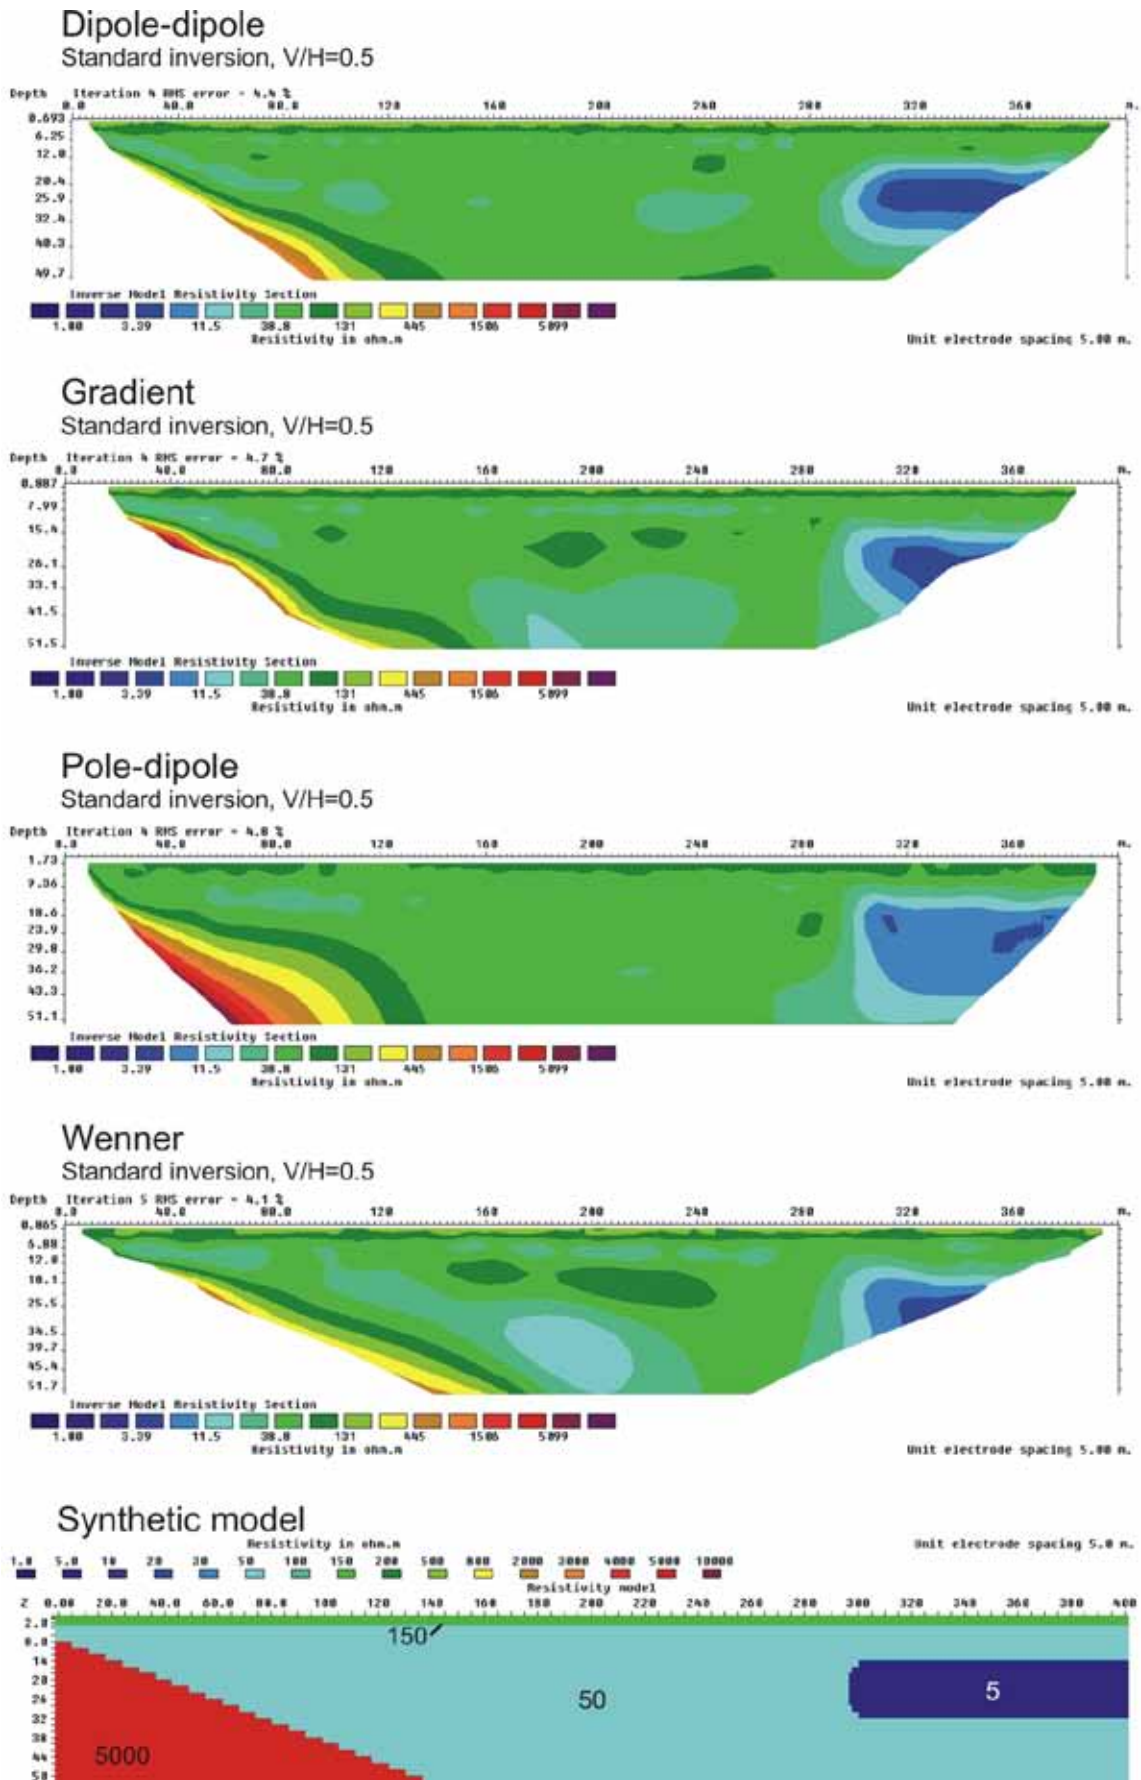 Dipole-dipole
Standard inversion, V/H=0.5
Depth Iteration 4 RMS error = 4.4 %
0.0 40.0 80.0 120 160 200 240 280 320 360 m.
0.693
6.25
12.0
20.4
25.9
32.4
40.3
49.7
Inverse Model Resistivity Section
1.00 3.39 11.5 38.8 131 445 1506 5099
Resistivity in ohm.m
Unit electrode spacing 5.00 m.
Gradient
Standard inversion, V/H=0.5
Depth Iteration 4 RMS error = 4.7 %
0.0 40.0 80.0 120 160 200 240 280 320 360 m.
0.887
7.99
15.4
26.1
33.1
41.5
51.5
Inverse Model Resistivity Section
1.00 3.39 11.5 38.8 131 445 1506 5099
Resistivity in ohm.m
Unit electrode spacing 5.00 m.
Pole-dipole
Standard inversion, V/H=0.5
Depth Iteration 4 RMS error = 4.8 %
0.0 40.0 80.0 120 160 200 240 280 320 360 m.
1.73
9.36
18.6
23.9
29.8
36.2
43.3
51.1
Inverse Model Resistivity Section
1.00 3.39 11.5 38.8 131 445 1506 5099
Resistivity in ohm.m
Unit electrode spacing 5.00 m.
Wenner
Standard inversion, V/H=0.5
Depth Iteration 5 RMS error = 4.1 %
0.0 40.0 80.0 120 160 200 240 280 320 360 m.
0.865
12.0
18.1
25.5
34.5
39.7
45.4
51.7
Inverse Model Resistivity Section
1.00 3.39 11.5 38.8 131 445 1506 5099
Resistivity in ohm.m
Unit electrode spacing 5.00 m.
Synthetic model
Resistivity in ohm.m
Unit electrode spacing 5.0 m.
1.0 5.0 10 20 30 50 100 150 200 500 800 2000 3000 4000 5000 10000
Resistivity model
Z 0.00 20.0 40.0 60.0 80.0 100 120 140 160 180 200 220 240 260 280 300 320 340 360 380 400
2.0
8.0
14
20
26
32
38
44
50
150
50
5
5000